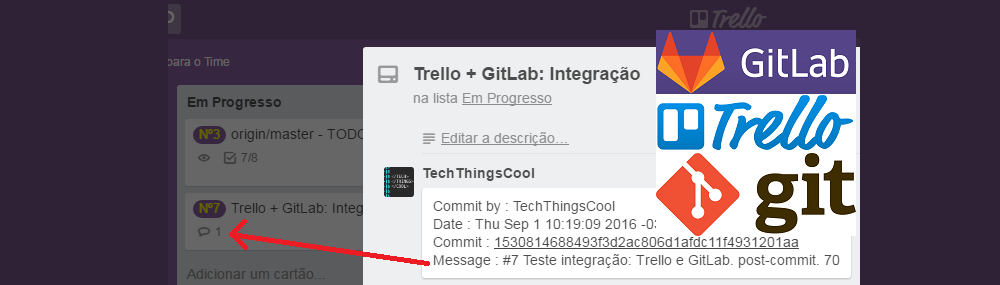 Trello
para o Time
Em Progresso
Nº3 origin/master - TODO
7/8
Nº7 Trello + GitLab: Integ
1
Adicionar um cartão...
Trello + GitLab: Integração
na lista Em Progresso
Editar a descrição...
TechThingsCool
Commit by : TechThingsCool
Date : Thu Sep 1 10:19:09 2016 -03
Commit : 1530814688493f3d2ac806d1afdc11f4931201aa
Message : #7 Teste integração: Trello e GitLab. post-commit. 70
GitLab
Trello
git